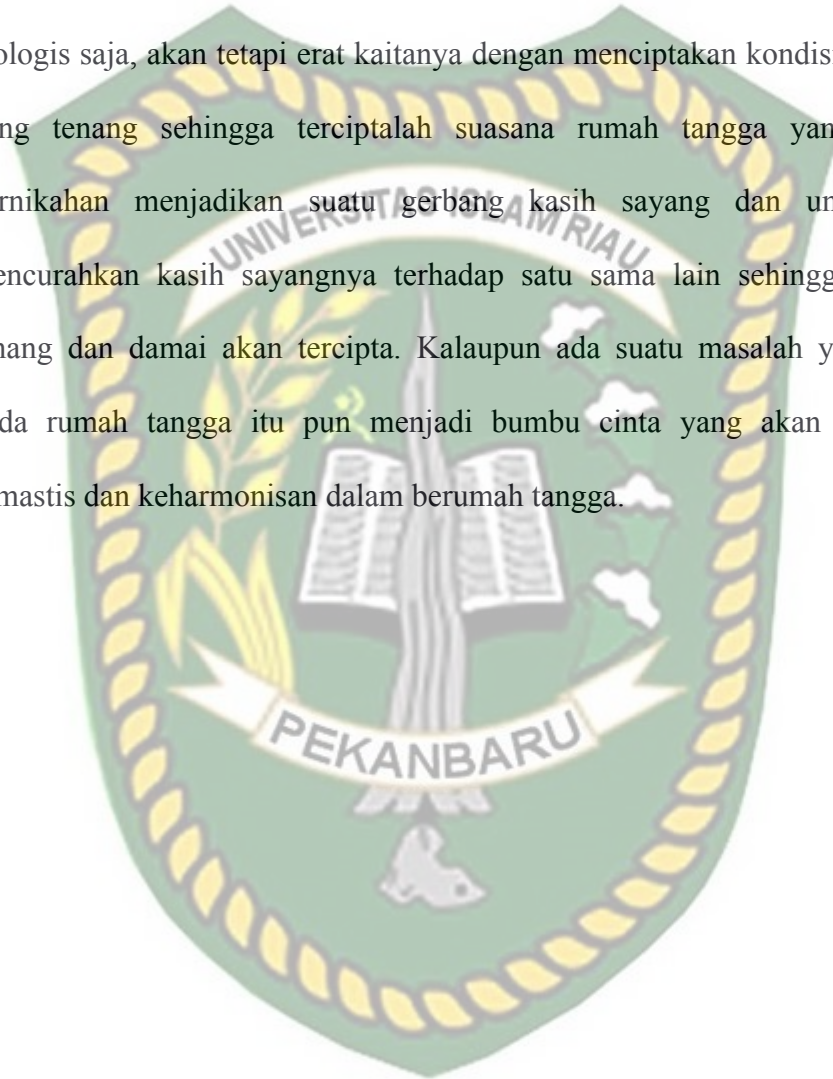 ologis saja, akan tetapi erat kaitanya dengan menciptakan kondisi
ng tenang sehingga terciptalah suasana rumah tangga yan
rnikahan menjadikan suatu gerbang kasih sayang dan un
UNIVERSITAS ISLAM RIAU
encurahkan kasih sayangnya terhadap satu sama lain sehingg
nang dan damai akan tercipta. Kalaupun ada suatu masalah y
da rumah tangga itu pun menjadi bumbu cinta yang akan
mastis dan keharmonisan dalam berumah tangga.
PEKANBARU